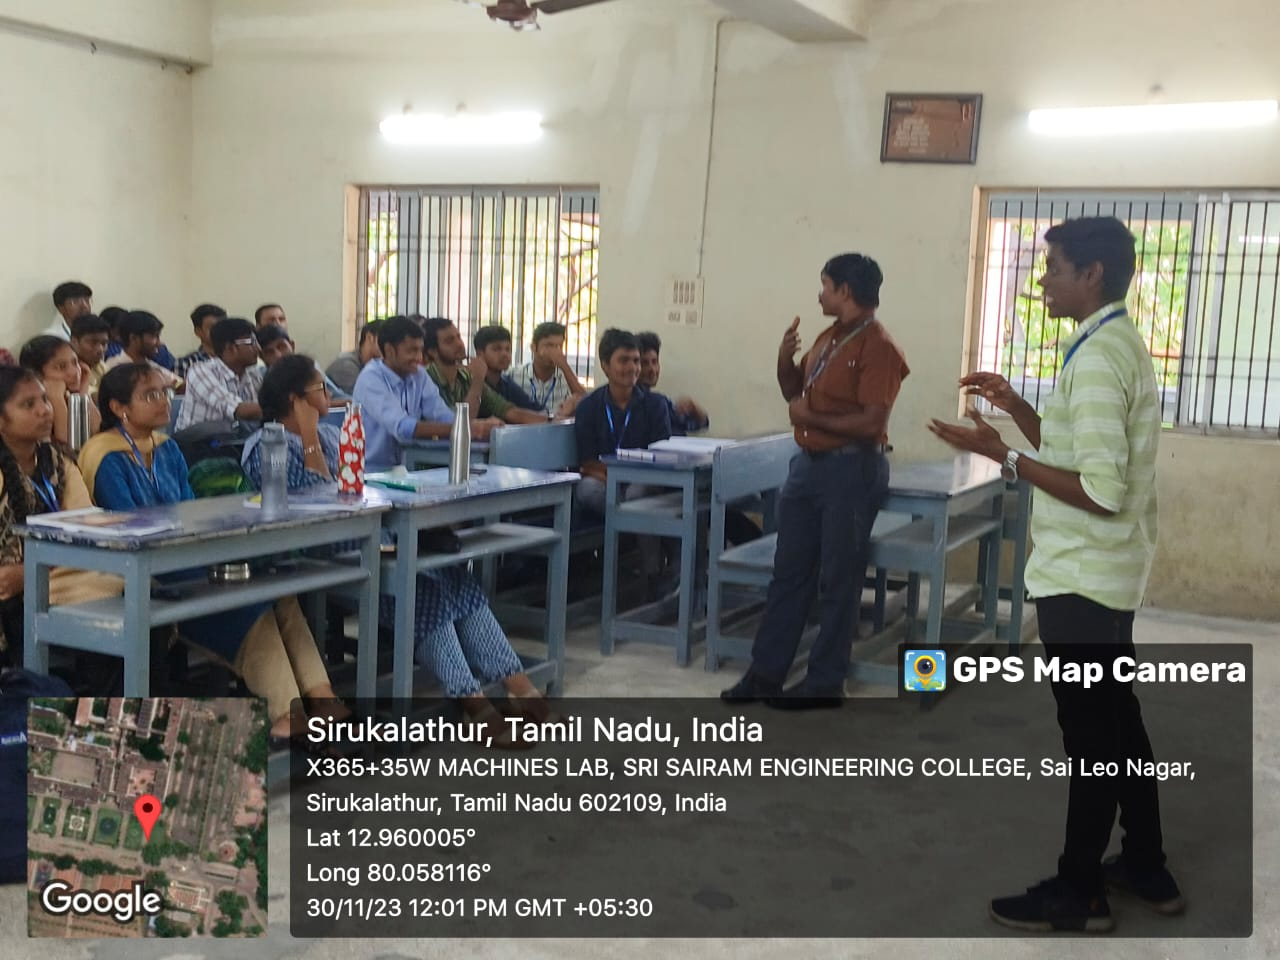 GPS Map Camera
Sirukalathur, Tamil Nadu, India
X365+35W MACHINES LAB, SRI SAIRAM ENGINEERING COLLEGE, Sai Leo Nagar,
Sirukalathur, Tamil Nadu 602109, India
Lat 12.960005°
Long 80.058116°
30/11/23 12:01 PM GMT +05:30
Google